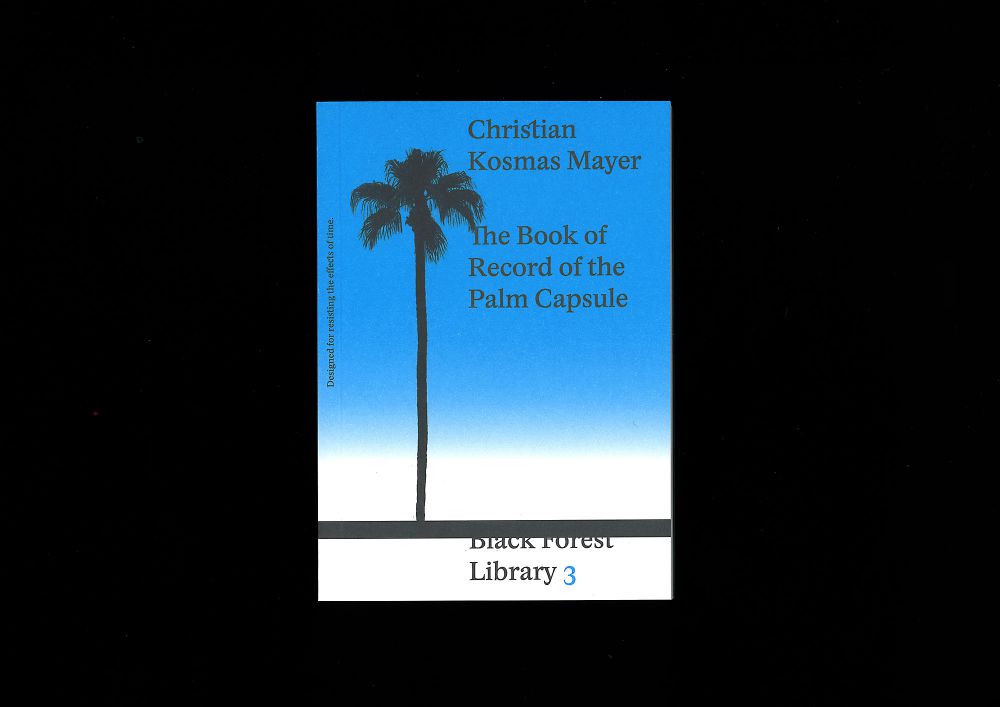 Christian
Kosmas Mayer
The Book of
Record of the
Palm Capsule
Designed for resisting the effects of time.
Black Forest
Library 3